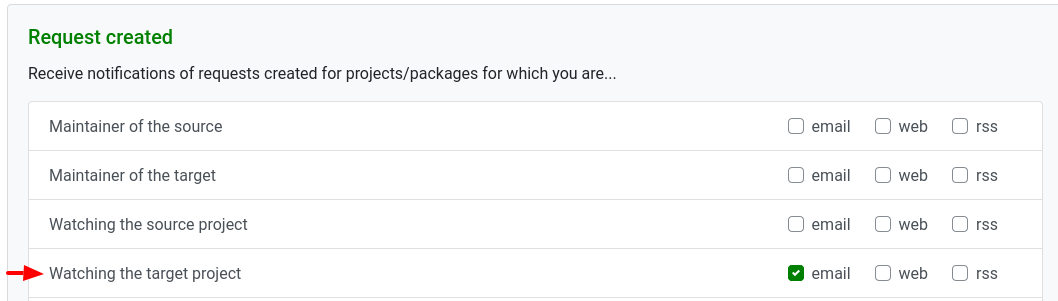 Request created
Receive notifications of requests created for projects/packages for which you are...
Maintainer of the source email web rss
Maintainer of the target email web rss
Watching the source project email web rss
Watching the target project email web rss